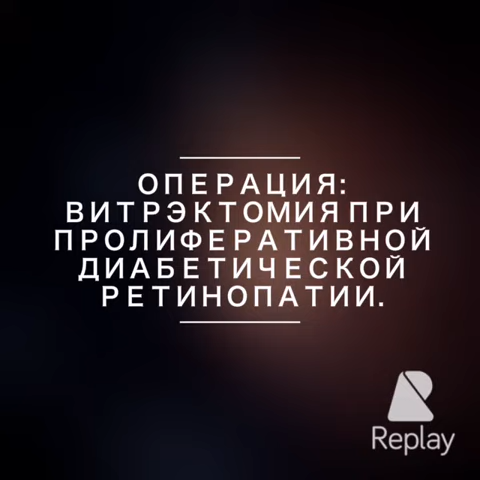 ОПЕРАЦИЯ:
ВИТРЭКТОМИЯ ПРИ
ПРОЛИФЕРАТИВНОЙ
ДИАБЕТИЧЕСКОЙ
РЕТИНОПАТИИ.
Replay